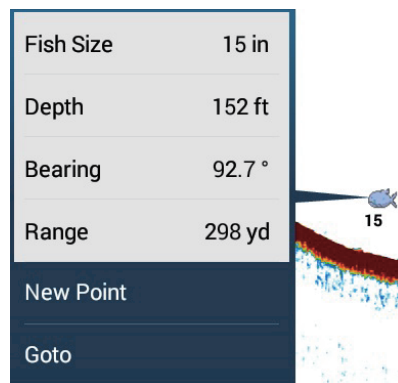 Fish Size 15 in
Depth 152 ft
Bearing 92.7 °
Range 298 yd
15
New Point
Goto